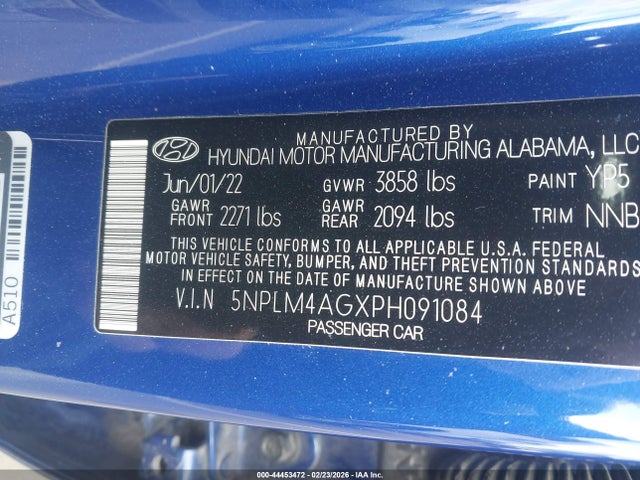 MANUFACTURED BY
HYUNDAI MOTOR MANUFACTURING ALABAMA, LLC
Jun/01/22 GVWR 3858 lbs PAINT YP5
GAWR FRONT 2271 lbs GAWR REAR 2094 lbs TRIM NNB
THIS VEHICLE CONFORMS TO ALL APPLICABLE U.S.A. FEDERAL
MOTOR VEHICLE SAFETY, BUMPER, AND THEFT PREVENTION STANDARDS
IN EFFECT ON THE DATE OF MANUFACTURE SHOWN ABOVE.
V.I.N 5NPLM4AGXPH091084
PASSENGER CAR
A510
000-44453472 | 02/23/2026 - IAAI.COM